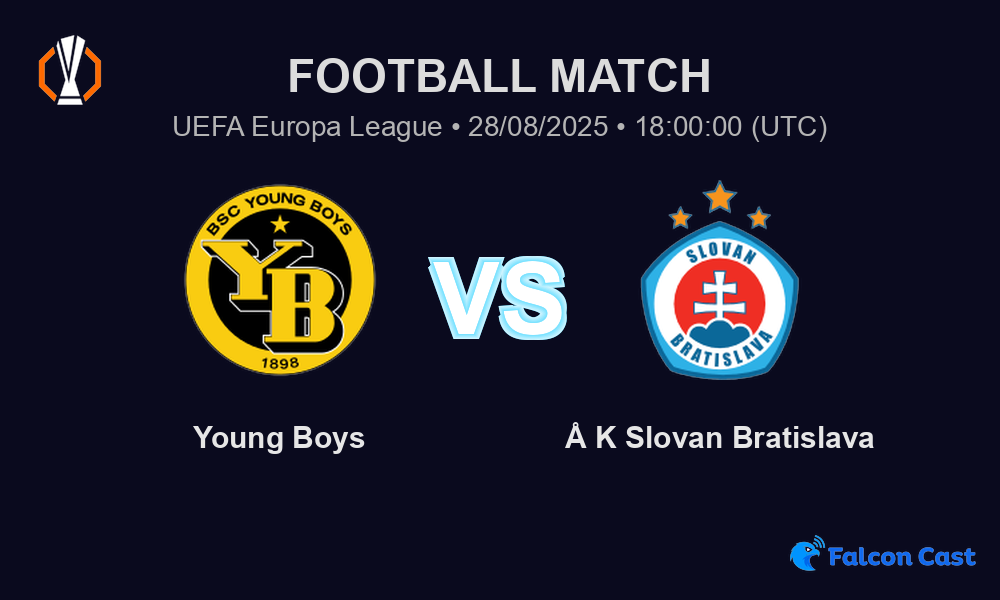 FOOTBALL MATCH
UEFA Europa League • 28/08/2025 • 18:00:00 (UTC)
BSC YOUNG BOYS
YB
1898
VS
SLOVAN
BRATISLAVA
Young Boys
Å K Slovan Bratislava
Falcon Cast